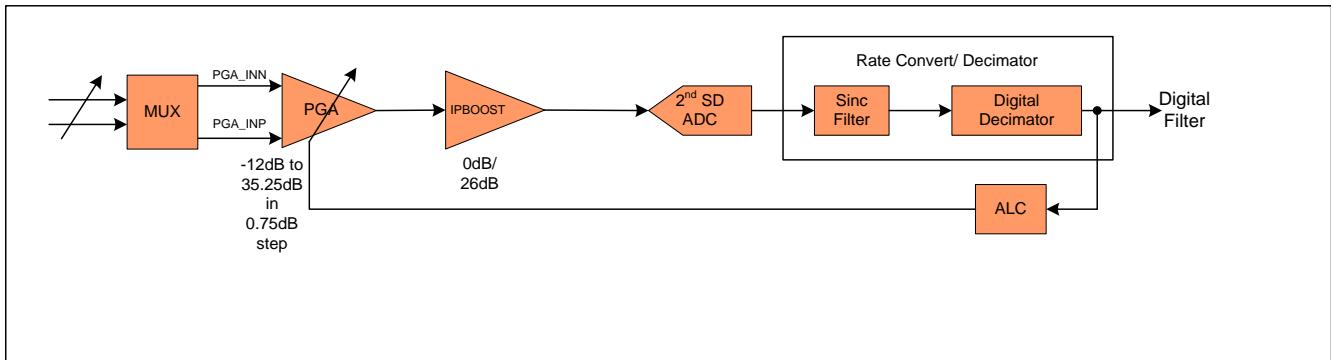 Rate Convert/ Decimator
MUX
PGA_INN
PGA_INP
PGA
-12dB to
35.25dB
in
0.75dB
step
IPBOOST
0dB/
26dB
2nd SD
ADC
Sinc
Filter
Digital
Decimator
Digital
Filter
ALC